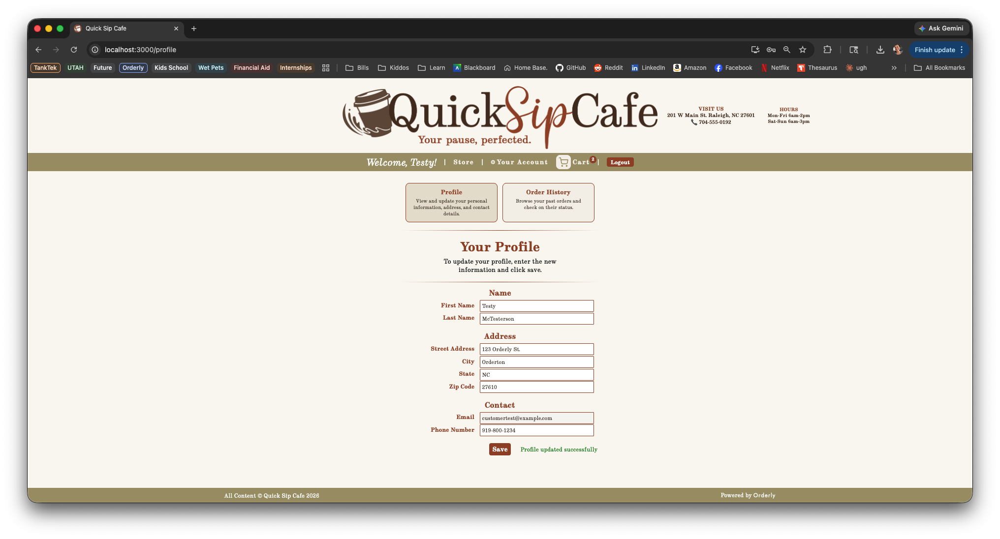 Quick Sip Cafe
Ask Gemini
localhost:3000/profile
Finish update
TankTek UTAH Future Orderly Kids School Wet Pets Financial Aid Internships Bills Kiddos Learn Blackboard Home Base. GitHub Reddit LinkedIn Amazon Facebook Netflix Thesaurus ugh All Bookmarks
QuickSipCafe
Your pause, perfected.
VISIT US
201 W Main St. Raleigh, NC 27601
704-555-0192
HOURS
Mon-Fri 6am-2pm
Sat-Sun 6am-3pm
Welcome, Testy! | Store | Your Account Cart 2 | Logout
Profile
View and update your personal
information, address, and contact
details.
Order History
Browse your past orders and
check on their status.
Your Profile
To update your profile, enter the new
information and click save.
Name
First Name Testy
Last Name McTesterson
Address
Street Address 123 Orderly St.
City Orderton
State NC
Zip Code 27610
Contact
Email customertest@example.com
Phone Number 919-800-1234
Save Profile updated successfully
All Content © Quick Sip Cafe 2026
Powered by Orderly